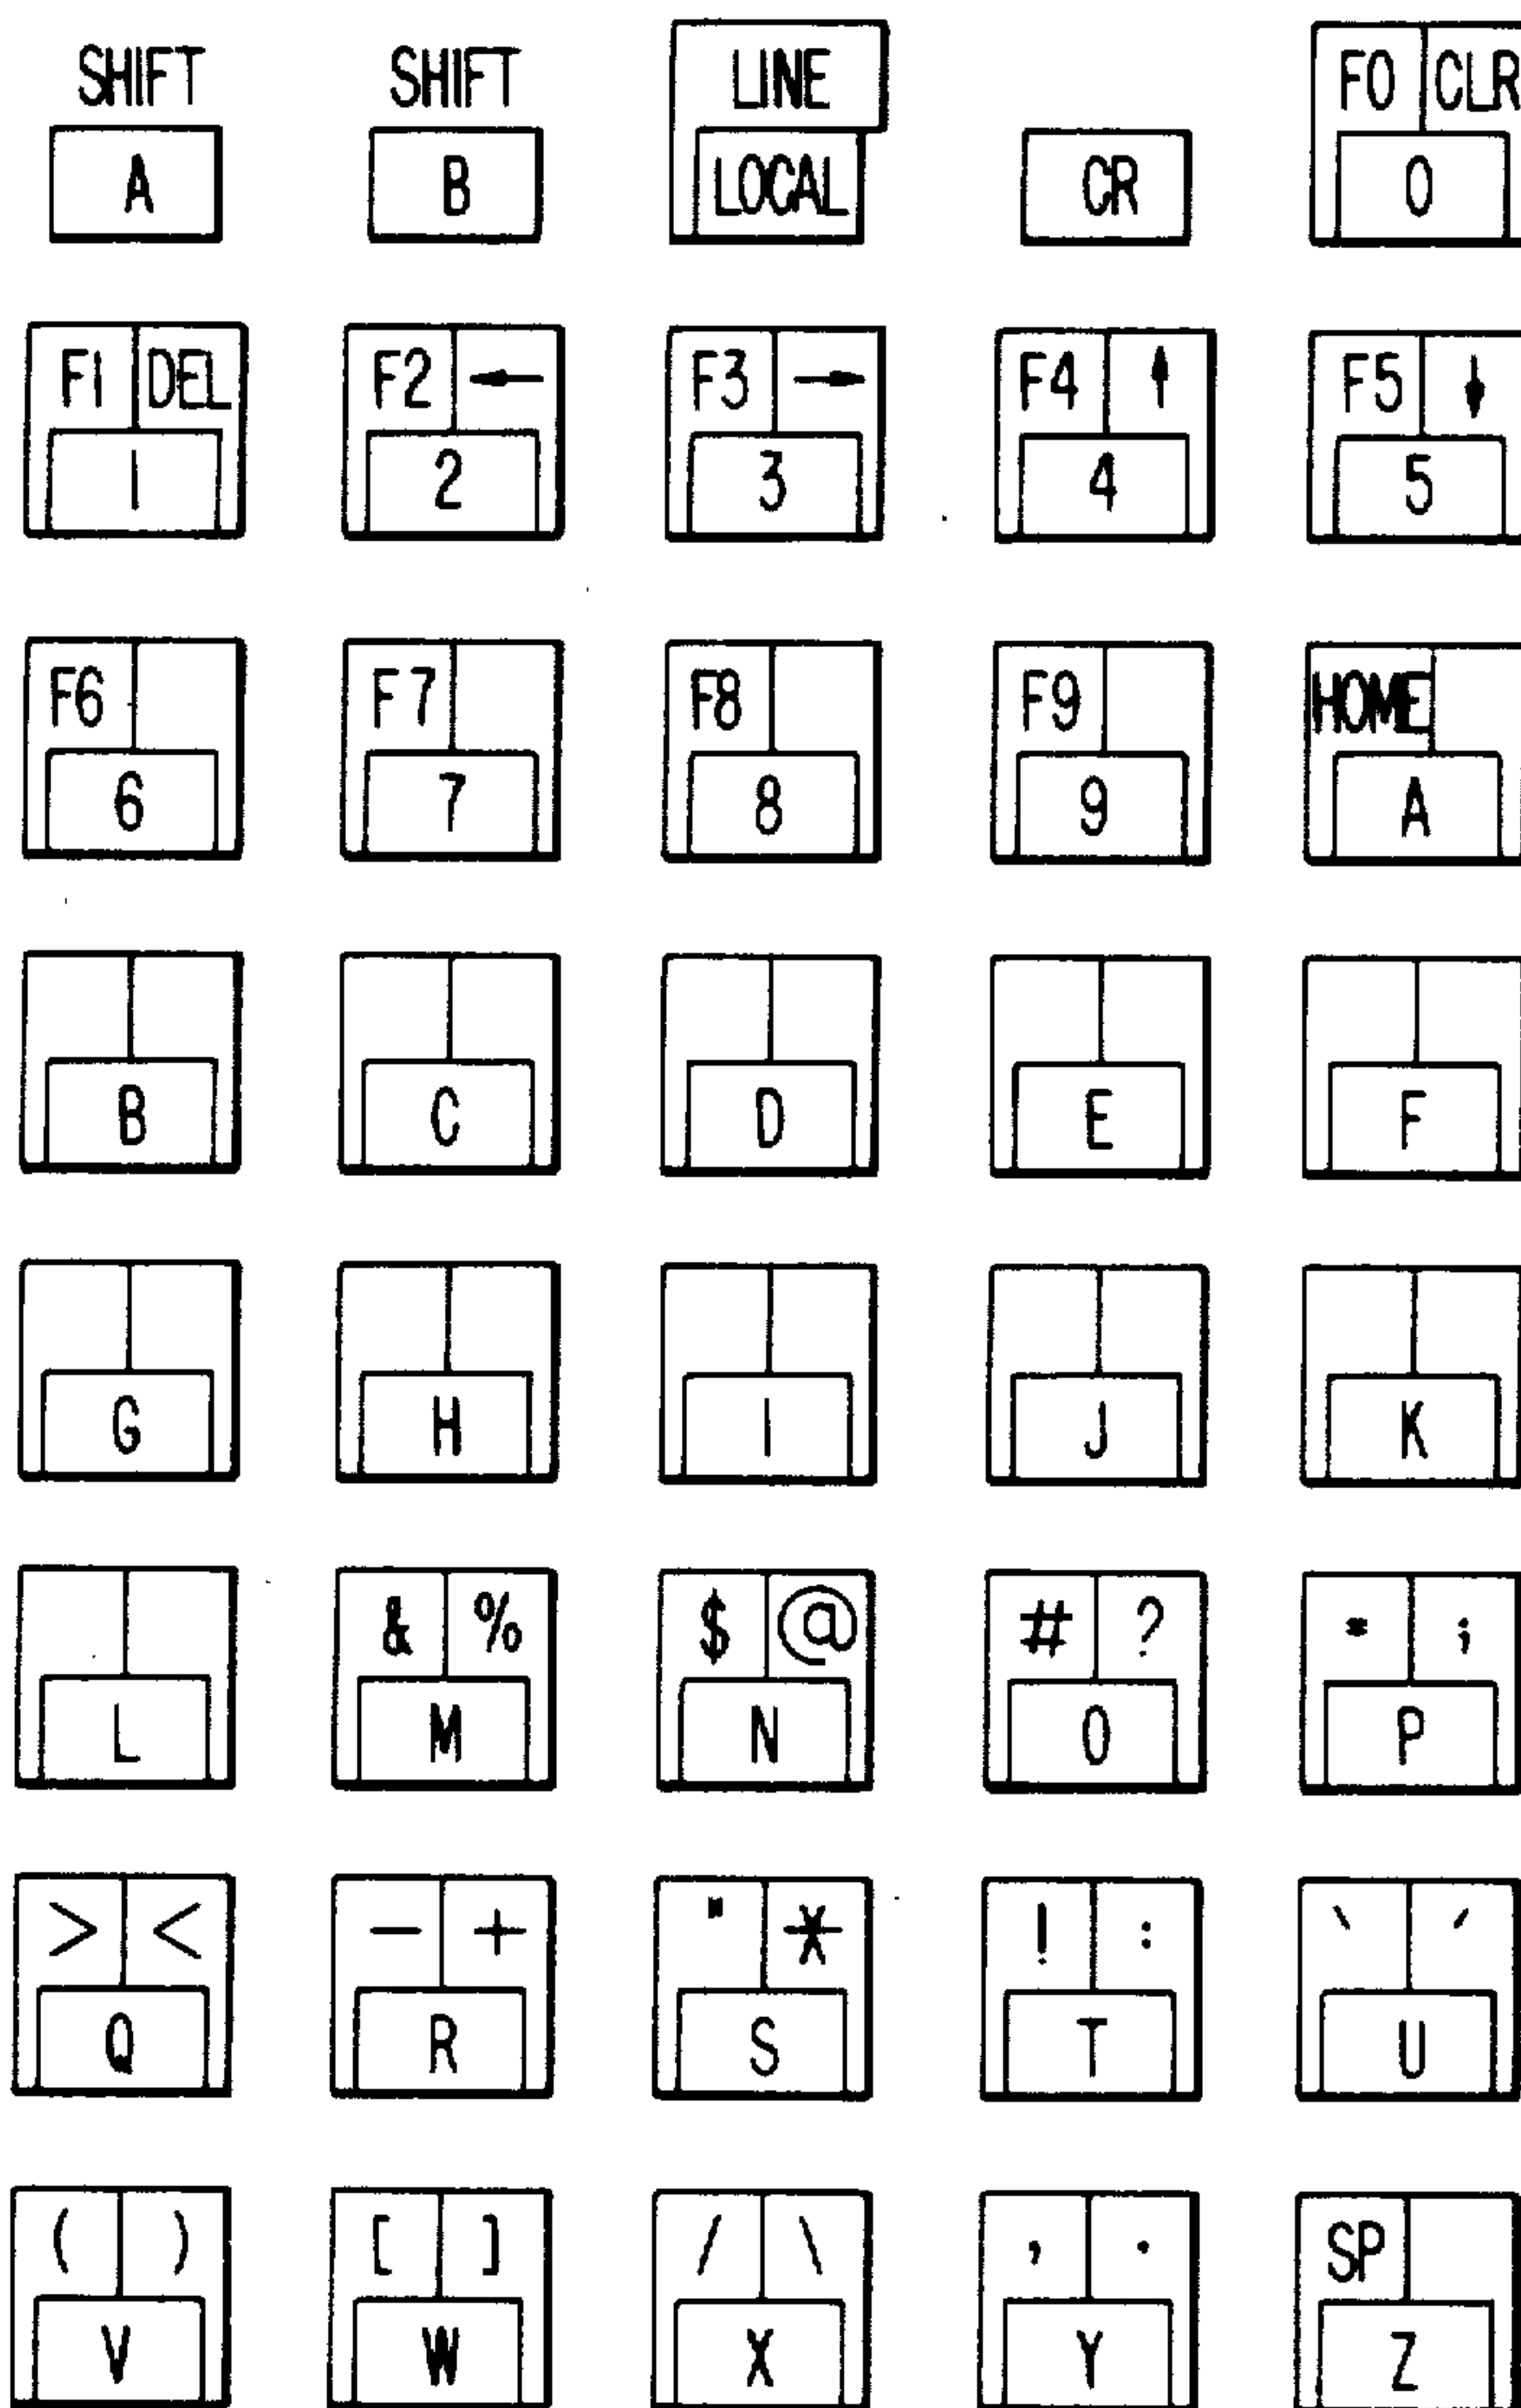 SHIFT SHIFT LINE F0 CLR
A B LOCAL CR 0
F1 DEL F2 ← F3 → F4 ↑ F5 ↓
1 2 3 4 5
F6 F7 F8 F9 HOME
6 7 8 9 A
B C D E F
G H I J K
& % $ @ # ? ;
L M N O P
> < - + " * ! : ` ´
Q R S T U
( ) [ ] / \ , . SP
V W X Y Z